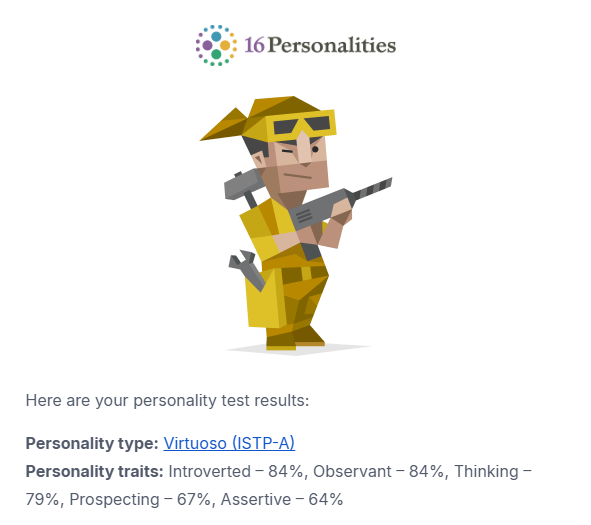 16Personalities
Here are your personality test results:
Personality type: Virtuoso (ISTP-A)
Personality traits: Introverted – 84%, Observant – 84%, Thinking –
79%, Prospecting – 67%, Assertive – 64%